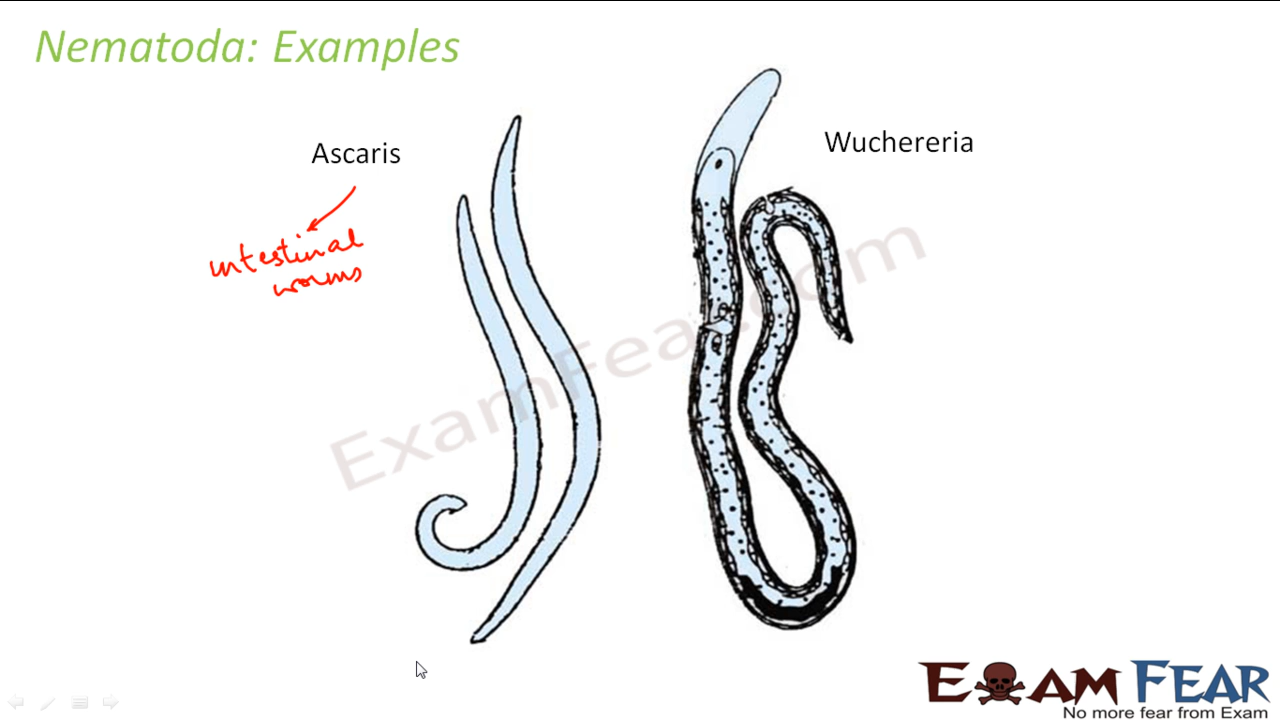 Nematoda: Examples
Ascaris
Wuchereria
intestinal
worms
ExamFear.com
EXAM FEAR
No more fear from Exam